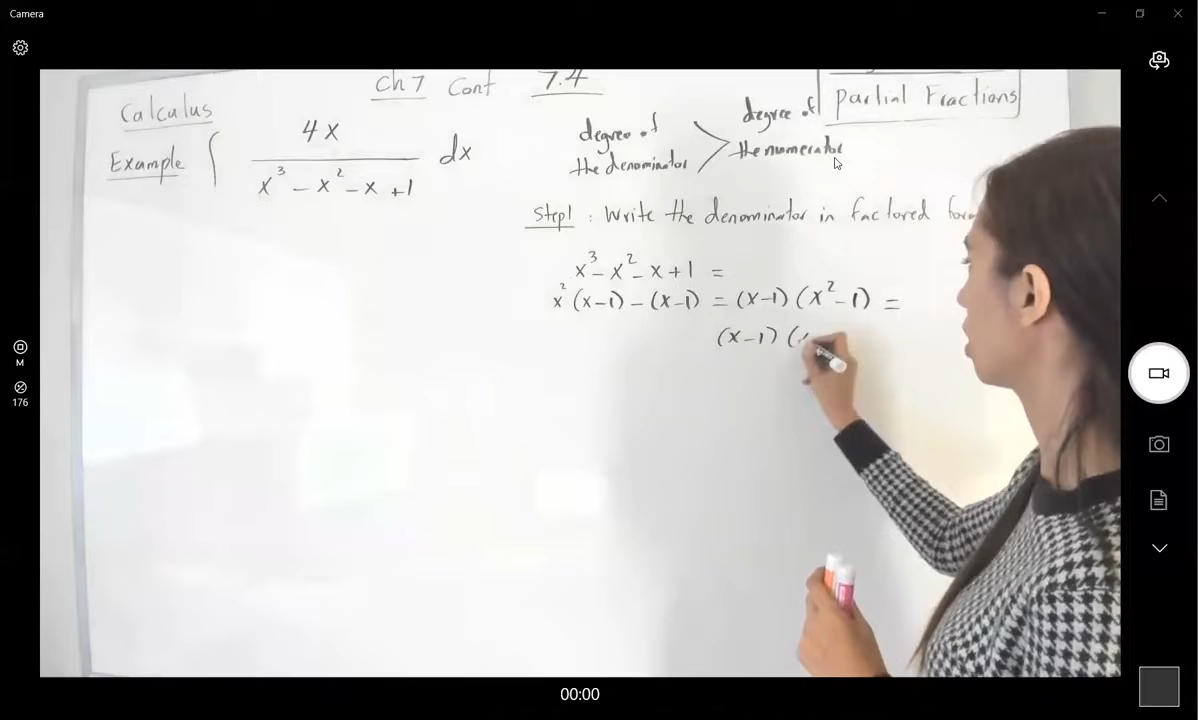 Camera
Ch 7 Cont 7.4
Partial Fractions
Calculus
Example ∫ 4x / (x³ - x² - x + 1) dx
degree of the denominator > degree of the numerator
Step 1 : Write the denominator in factored
x³ - x² - x + 1 =
x² (x-1) - (x-1) = (x-1) (x² - 1) =
(x-1) (
M
176
00:00